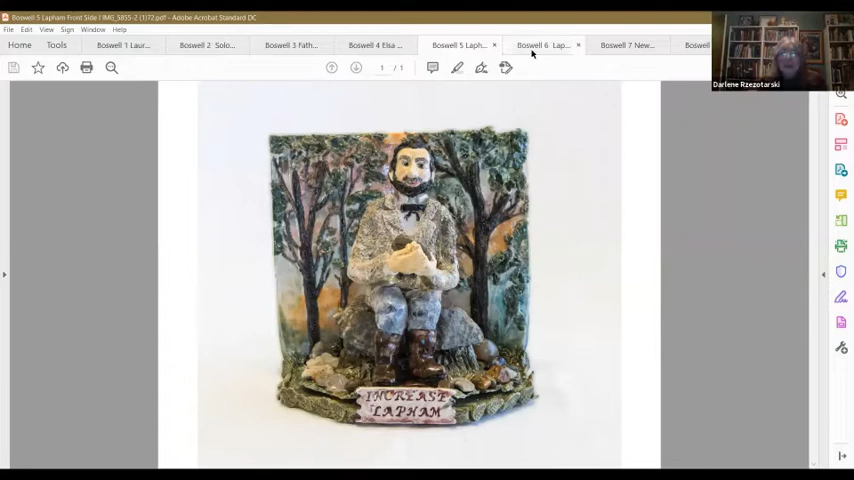 Boswell 5 Lapham Front Side I IMG_5855-2 (1)72.pdf - Adobe Acrobat Standard DC
File Edit View Sign Window Help
Home Tools Boswell 1 Laur... Boswell 2 Solo... Boswell 3 Fath... Boswell 4 Elsa ... Boswell 5 Laph... × Boswell 6 Lap... × Boswell 7 New... Boswell
1 / 1
Darlene Rzezotarski
INCREASE
LAPHAM